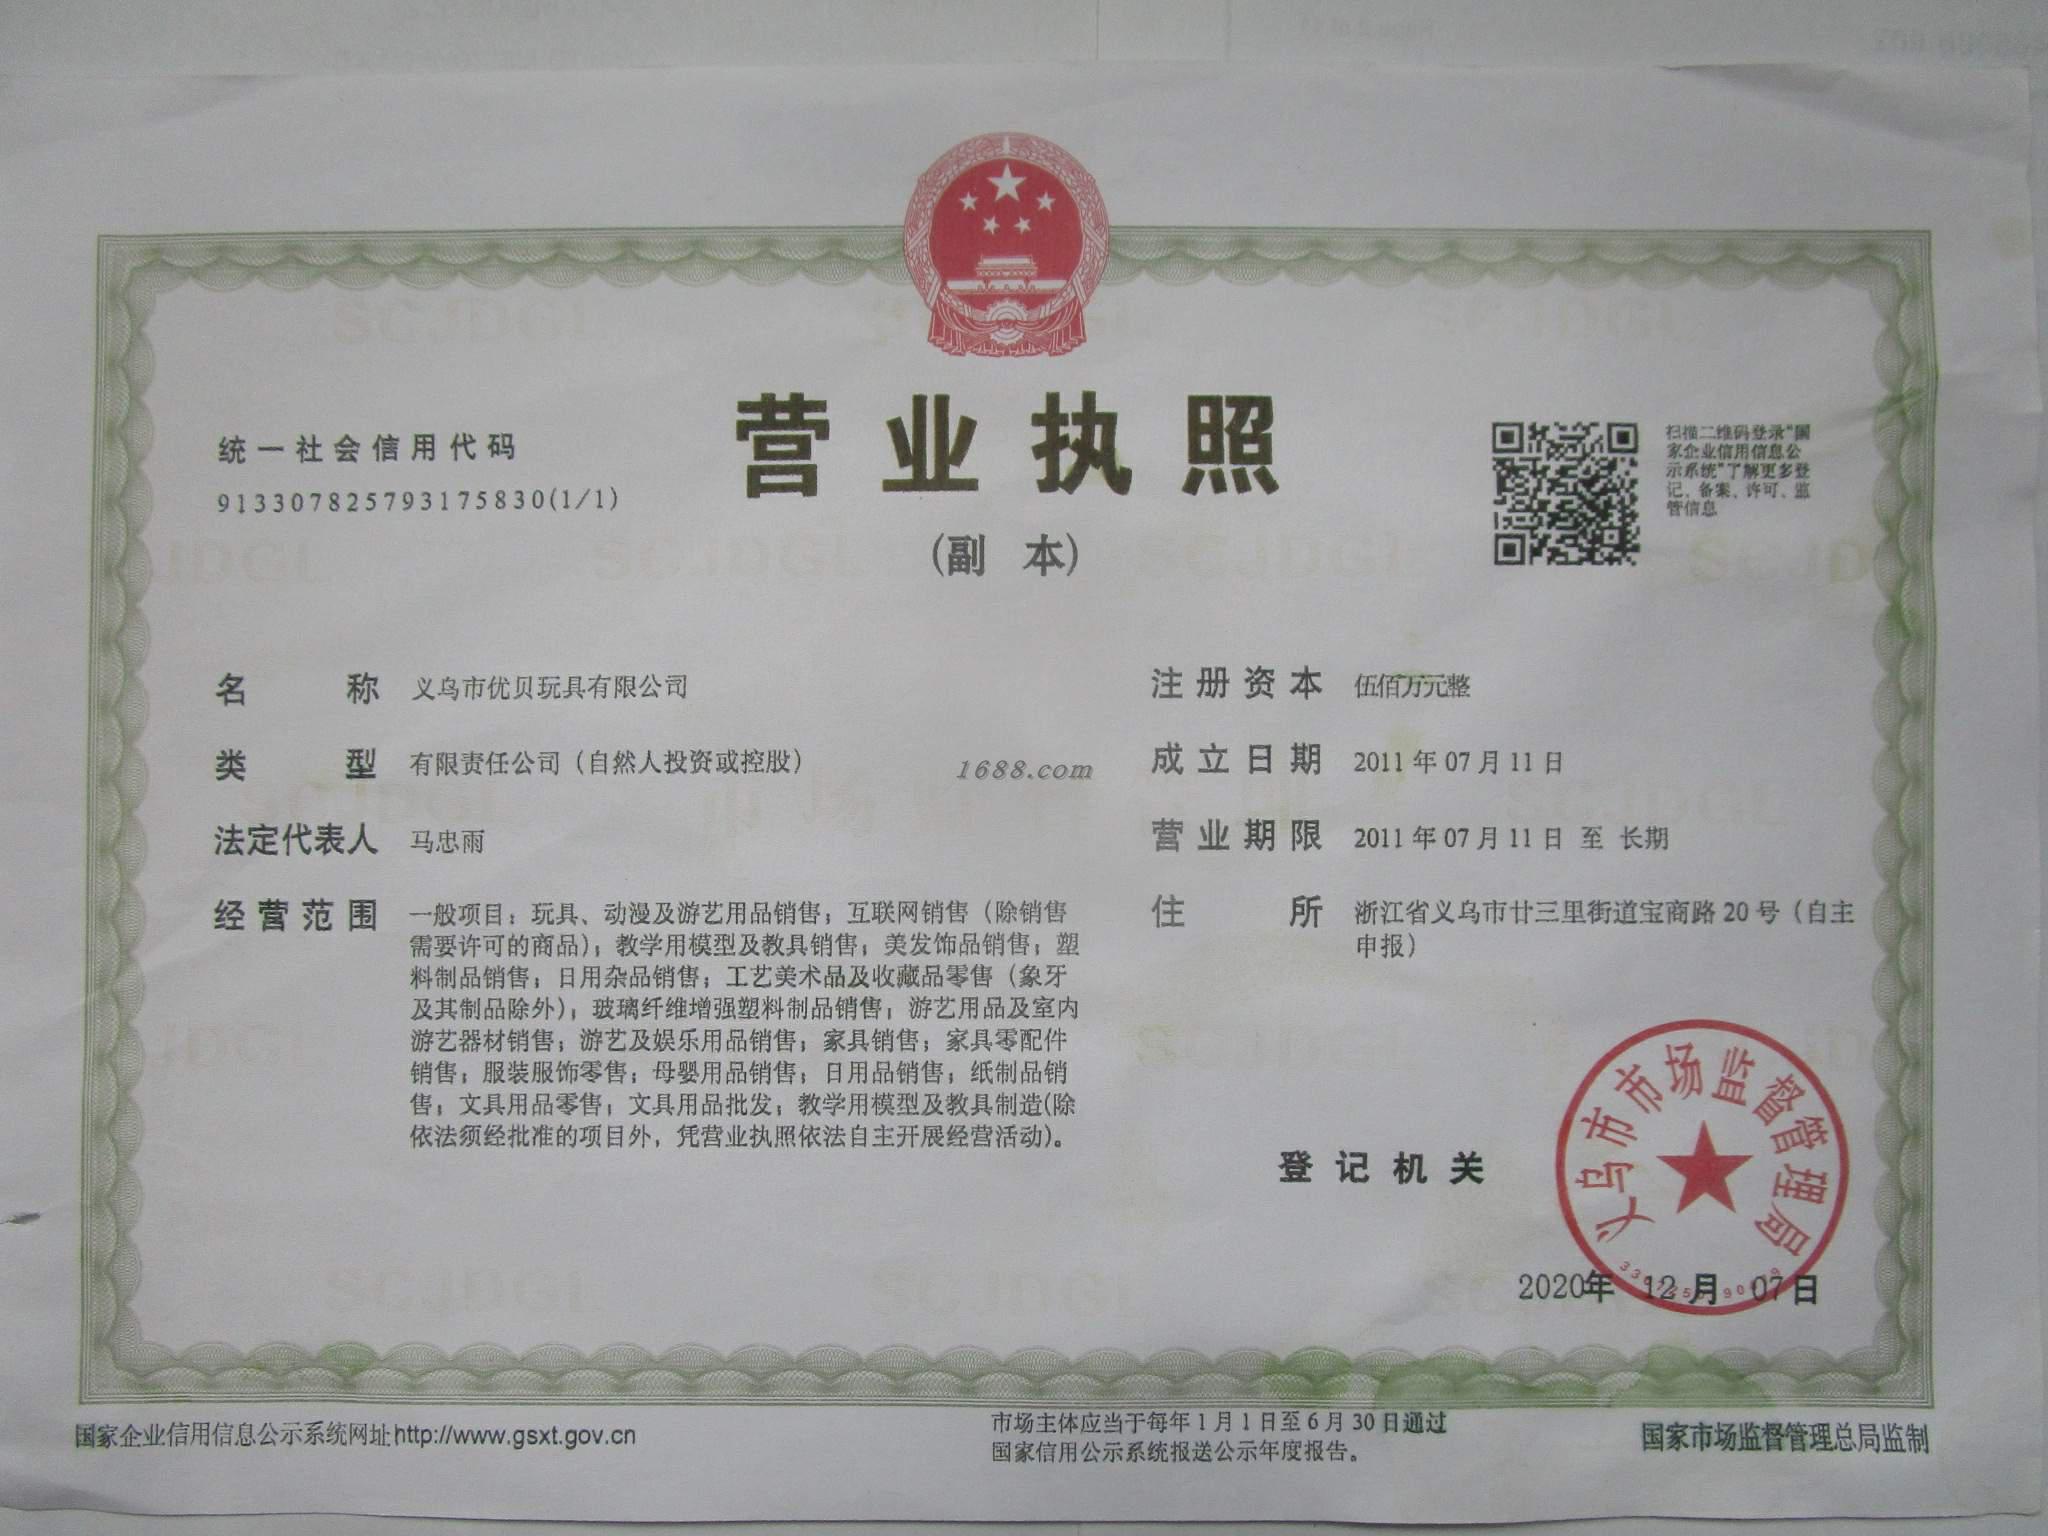 营业执照
(副 本)
统一社会信用代码
913307825793175830(1/1)
扫描二维码登录“国
家企业信用信息公
示系统”了解更多登
记、备案、许可、监
管信息
名 称 义乌市优贝玩具有限公司
类 型 有限责任公司（自然人投资或控股）
法定代表人 马忠雨
经营范围 一般项目：玩具、动漫及游艺用品销售；互联网销售（除销售
需要许可的商品）；教学用模型及教具销售；美发饰品销售；塑
料制品销售；日用杂品销售；工艺美术品及收藏品零售（象牙
及其制品除外）；玻璃纤维增强塑料制品销售；游艺用品及室内
游艺器材销售；游艺及娱乐用品销售；家具销售；家具零配件
销售；服装服饰零售；母婴用品销售；日用品销售；纸制品销
售；文具用品零售；文具用品批发；教学用模型及教具制造(除
依法须经批准的项目外，凭营业执照依法自主开展经营活动)。
1688.com
注册资本 伍佰万元整
成立日期 2011年07月11日
营业期限 2011年07月11日 至 长期
住 所 浙江省义乌市廿三里街道宝商路20号（自主
申报）
登记机关
义乌市市场监督管理局
2020年 12月 07日
国家企业信用信息公示系统网址http://www.gsxt.gov.cn
市场主体应当于每年1月1日至6月30日通过
国家信用公示系统报送公示年度报告。
国家市场监督管理总局监制